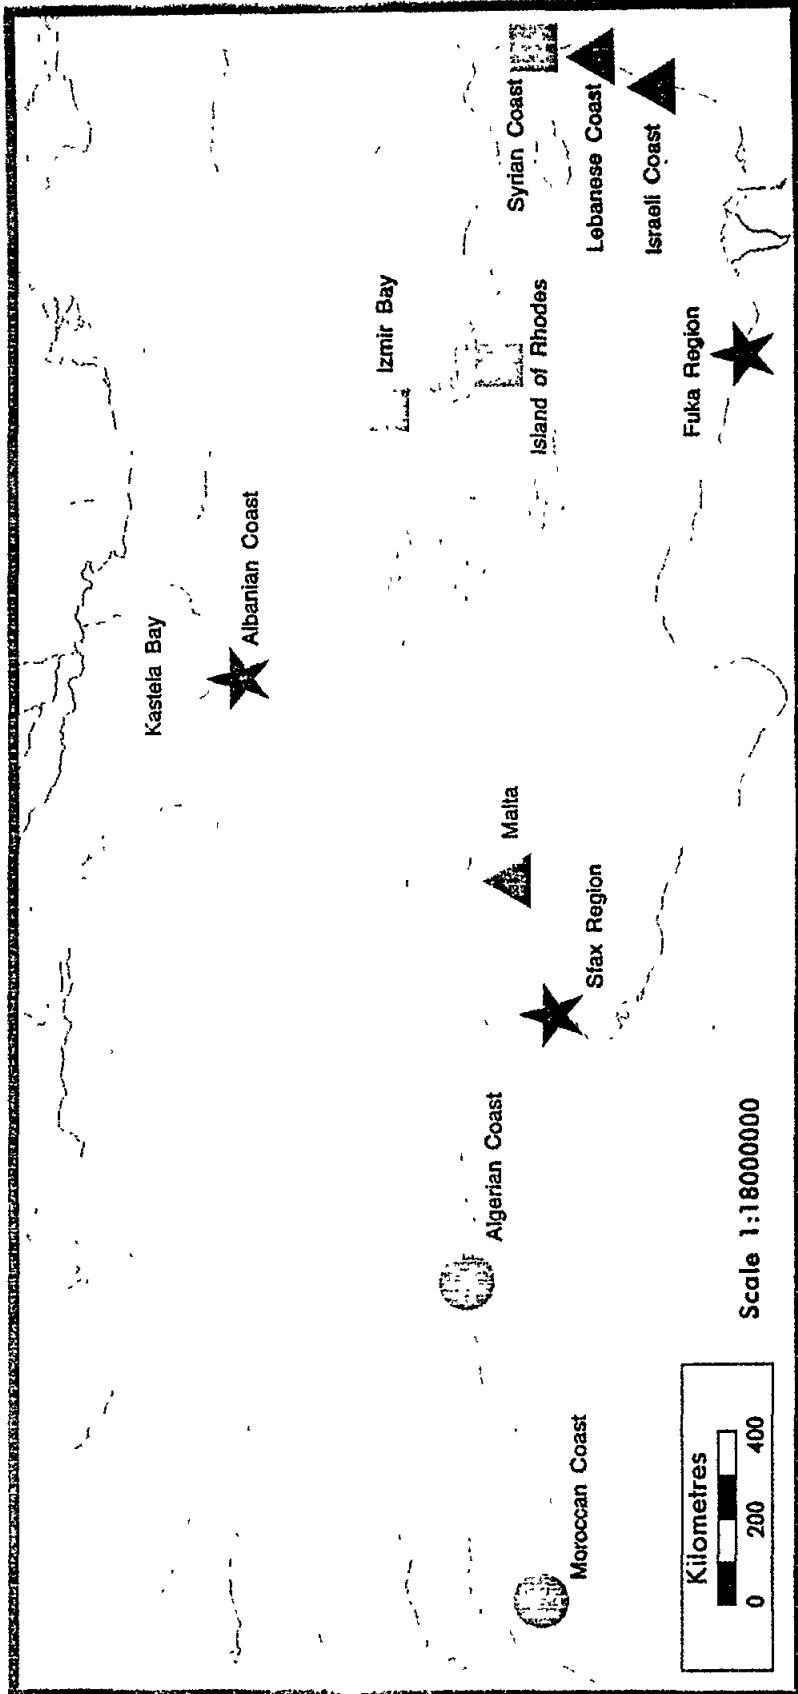 Kastela Bay
Albanian Coast
Izmir Bay
Syrian Coast
Lebanese Coast
Israeli Coast
Island of Rhodes
Fuka Region
Malta
Sfax Region
Algerian Coast
Moroccan Coast
Kilometres
0 200 400
Scale 1:18000000